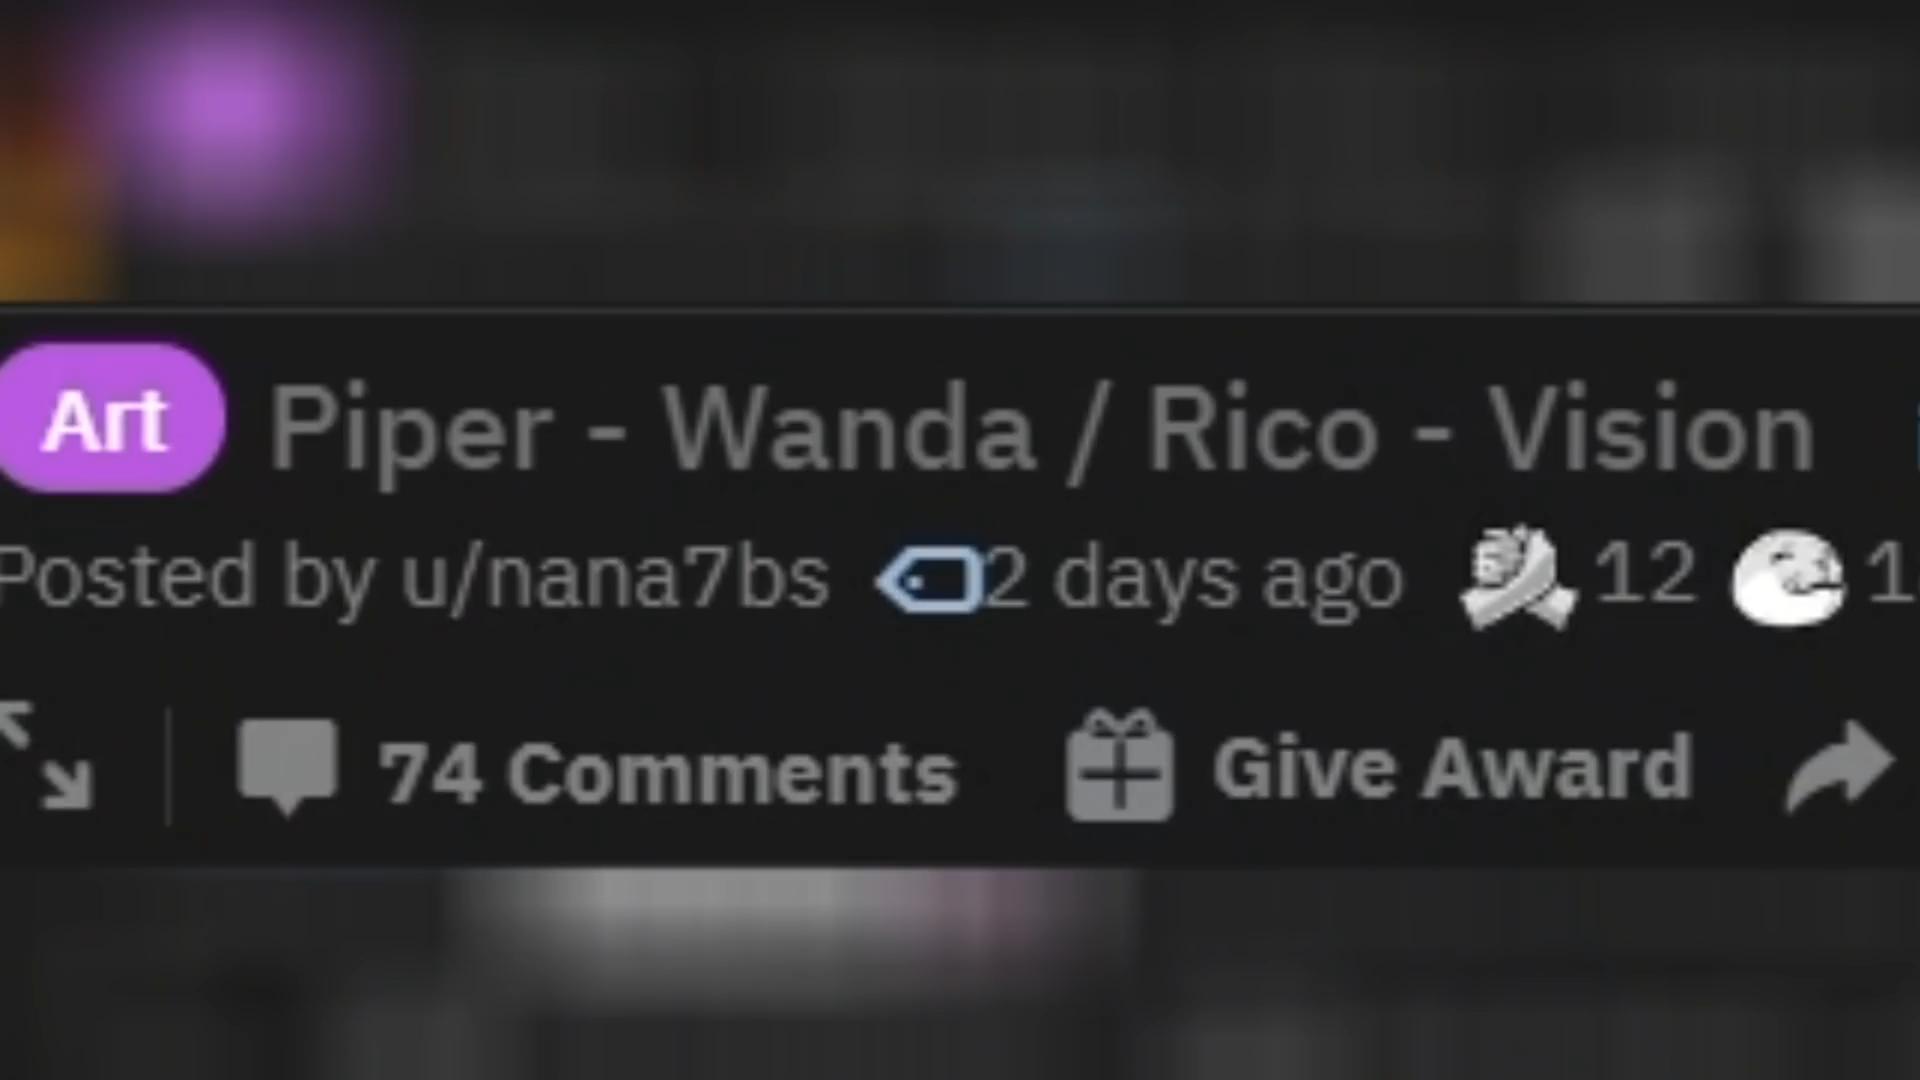 Art Piper - Wanda / Rico - Vision
Posted by u/nana7bs 2 days ago 12
74 Comments Give Award